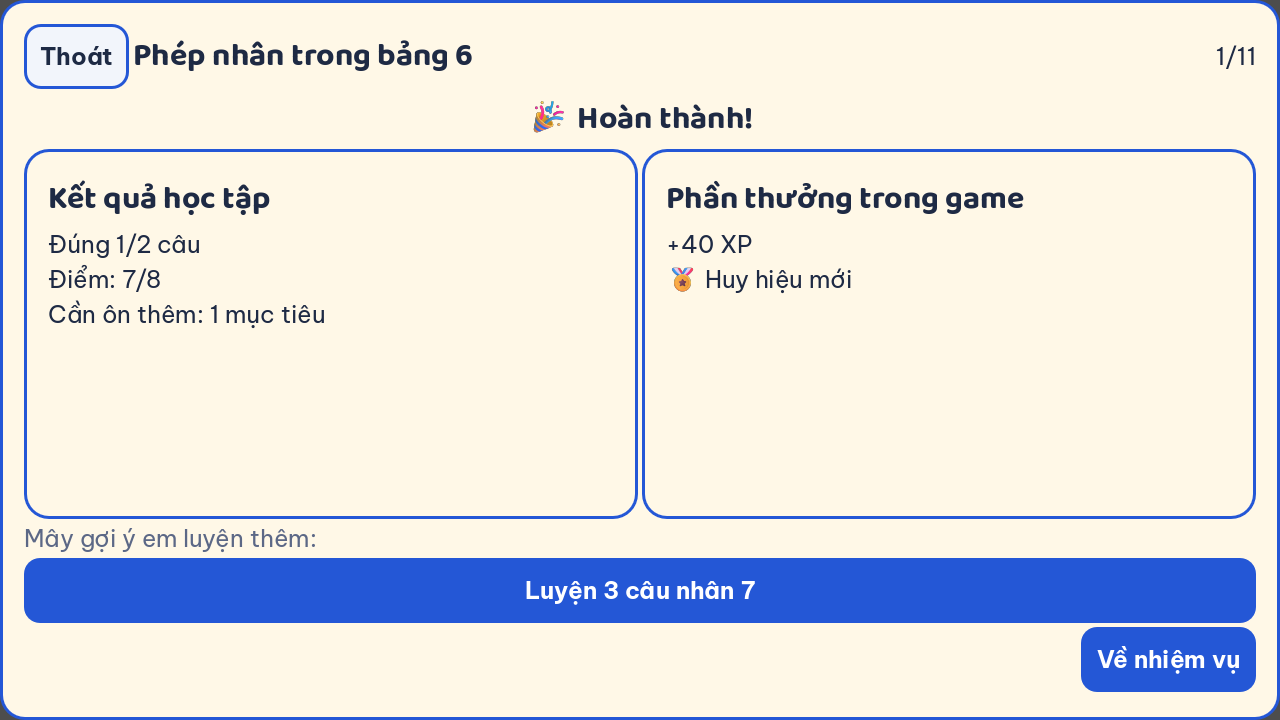 Thoát
Phép nhân trong bảng 6
1/11
🎉 Hoàn thành!
Kết quả học tập
Đúng 1/2 câu
Điểm: 7/8
Cần ôn thêm: 1 mục tiêu
Phần thưởng trong game
+40 XP
🏅 Huy hiệu mới
Mây gợi ý em luyện thêm:
Luyện 3 câu nhân 7
Về nhiệm vụ